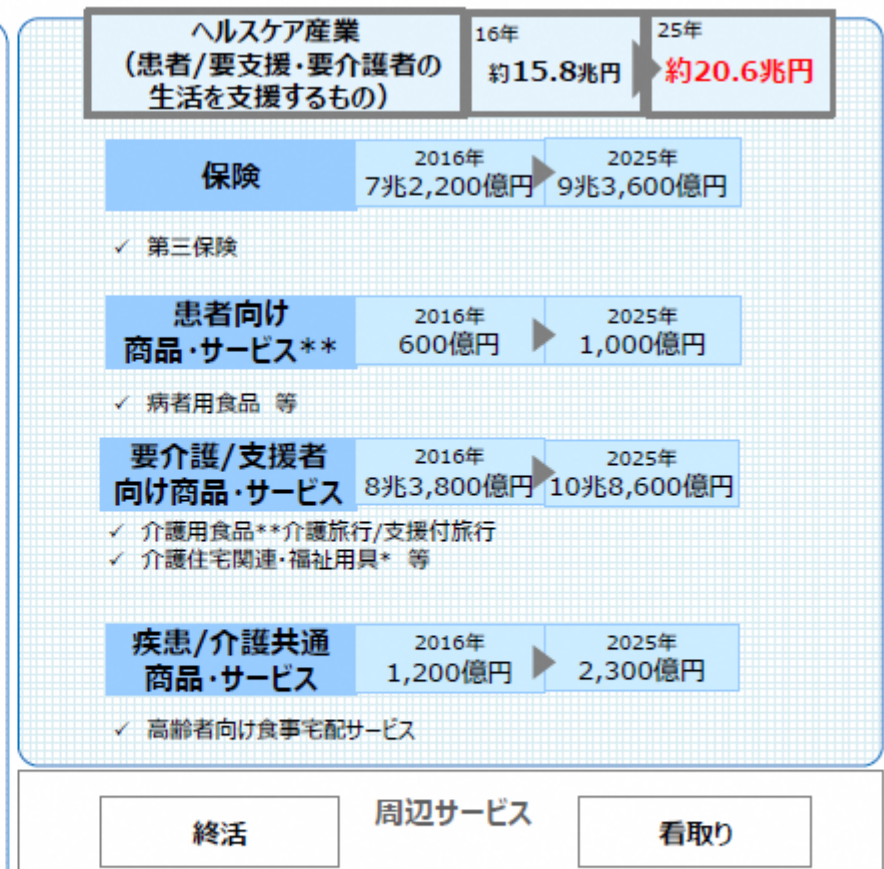 ヘルスケア産業
(患者/要支援・要介護者の
生活を支援するもの)
16年
約15.8兆円
25年
約20.6兆円
保険
2016年
7兆2,200億円
2025年
9兆3,600億円
✓ 第三保険
患者向け
商品・サービス**
2016年
600億円
2025年
1,000億円
✓ 病者用食品 等
要介護/支援者
向け商品・サービス
2016年
8兆3,800億円
2025年
10兆8,600億円
✓ 介護用食品**介護旅行/支援付旅行
✓ 介護住宅関連・福祉用具* 等
疾患/介護共通
商品・サービス
2016年
1,200億円
2025年
2,300億円
✓ 高齢者向け食事宅配サービス
周辺サービス
終活
看取り